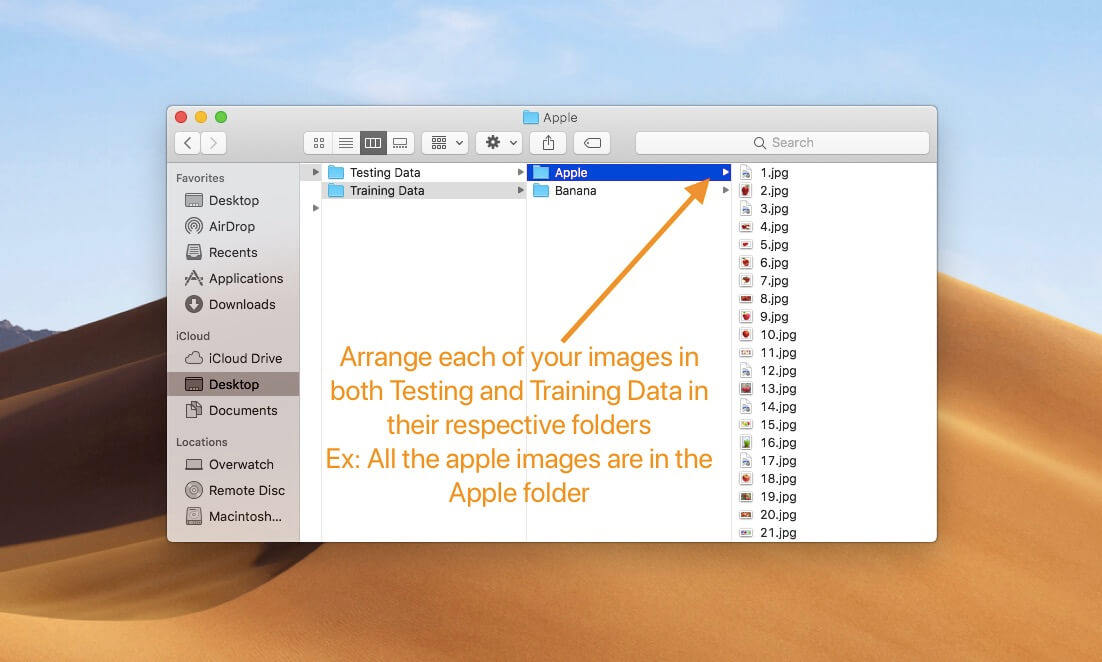 Apple
Search
Favorites
Desktop
AirDrop
Recents
Applications
Downloads
iCloud
iCloud Drive
Desktop
Documents
Locations
Overwatch
Remote Disc
Macintosh...
Testing Data
Training Data
Apple
Banana
1.jpg
2.jpg
3.jpg
4.jpg
5.jpg
6.jpg
7.jpg
8.jpg
9.jpg
10.jpg
11.jpg
12.jpg
13.jpg
14.jpg
15.jpg
16.jpg
17.jpg
18.jpg
19.jpg
20.jpg
21.jpg
Arrange each of your images in
both Testing and Training Data in
their respective folders
Ex: All the apple images are in the
Apple folder